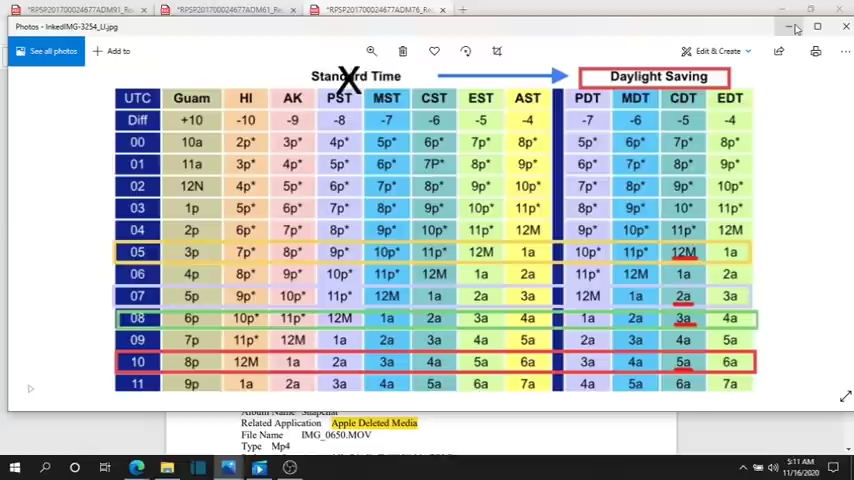 *RPSP201700024677ADM91_Re
*RPSP201700024677ADM61_Rec
*RPSP201700024677ADM76_Rec
Photos - InkedIMG-3254_LI.jpg
See all photos
Add to
Edit & Create
Standard Time Daylight Saving
UTC Guam HI AK PST MST CST EST AST PDT MDT CDT EDT
Diff +10 -10 -9 -8 -7 -6 -5 -4 -7 -6 -5 -4
00 10a 2p* 3p* 4p* 5p* 6p* 7p* 8p* 5p* 6p* 7p* 8p*
01 11a 3p* 4p* 5p* 6p* 7P* 8p* 9p* 6p* 7p* 8p* 9p*
02 12N 4p* 5p* 6p* 7p* 8p* 9p* 10p* 7p* 8p* 9p* 10p*
03 1p 5p* 6p* 7p* 8p* 9p* 10p* 11p* 8p* 9p* 10* 11p*
04 2p 6p* 7p* 8p* 9p* 10p* 11p* 12M 9p* 10p* 11p* 12M
05 3p 7p* 8p* 9p* 10p* 11p* 12M 1a 10p* 11p* 12M 1a
06 4p 8p* 9p* 10p* 11p* 12M 1a 2a 11p* 12M 1a 2a
07 5p 9p* 10p* 11p* 12M 1a 2a 3a 12M 1a 2a 3a
08 6p 10p* 11p* 12M 1a 2a 3a 4a 1a 2a 3a 4a
09 7p 11p* 12M 1a 2a 3a 4a 5a 2a 3a 4a 5a
10 8p 12M 1a 2a 3a 4a 5a 6a 3a 4a 5a 6a
11 9p 1a 2a 3a 4a 5a 6a 7a 4a 5a 6a 7a
Album Name Snapchat
Related Application Apple Deleted Media
File Name IMG_0650.MOV
Type Mp4
5:11 AM
11/16/2020